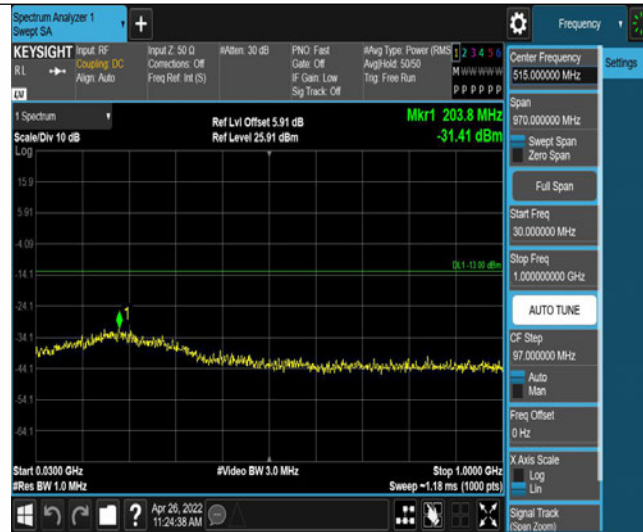 Spectrum Analyzer 1
Swept SA
+
Frequency
KEYSIGHT
RL
Input: RF
Coupling: DC
Align: Auto
Input Z: 50 Ω
Corrections: Off
Freq Ref: Int (S)
#Atten: 30 dB
PNO: Fast
Gate: Off
IF Gain: Low
Sig Track: Off
#Avg Type: Power (RMS
Avg|Hold: 50/50
Trig: Free Run
1 2 3 4 5 6
M W W W W W
P P P P P P
Settings
Center Frequency
515.000000 MHz
Span
970.000000 MHz
Swept Span
Zero Span
Full Span
Start Freq
30.000000 MHz
Stop Freq
1.000000000 GHz
AUTO TUNE
CF Step
97.000000 MHz
Auto
Man
Freq Offset
0 Hz
X Axis Scale
Log
Lin
Signal Track
(Span Zoom)
1 Spectrum
Scale/Div 10 dB
Log
Ref Lvl Offset 5.91 dB
Ref Level 25.91 dBm
Mkr1 203.8 MHz
-31.41 dBm
15.9
5.91
-4.09
DL1 -13.00 dBm
-14.1
-24.1
1
-34.1
-44.1
-54.1
-64.1
Start 0.0300 GHz
#Video BW 3.0 MHz
Stop 1.0000 GHz
#Res BW 1.0 MHz
Sweep ~1.18 ms (1000 pts)
?
Apr 26, 2022
11:24:38 AM